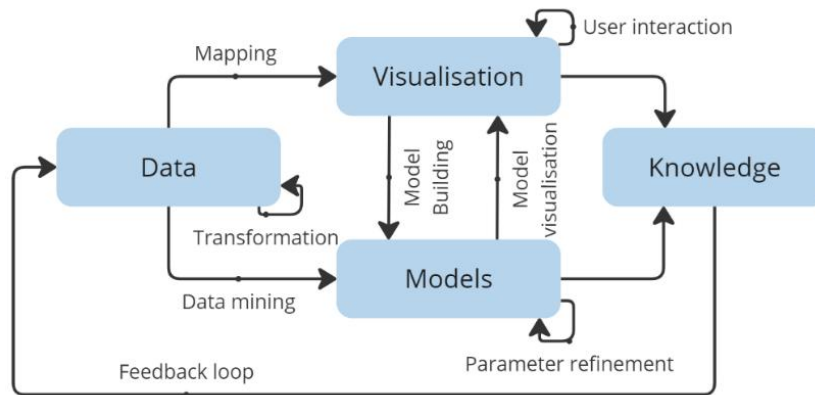 User interaction
Mapping
Visualisation
Data
Model
Building
Model
visualisation
Knowledge
Transformation
Data mining
Models
Parameter refinement
Feedback loop